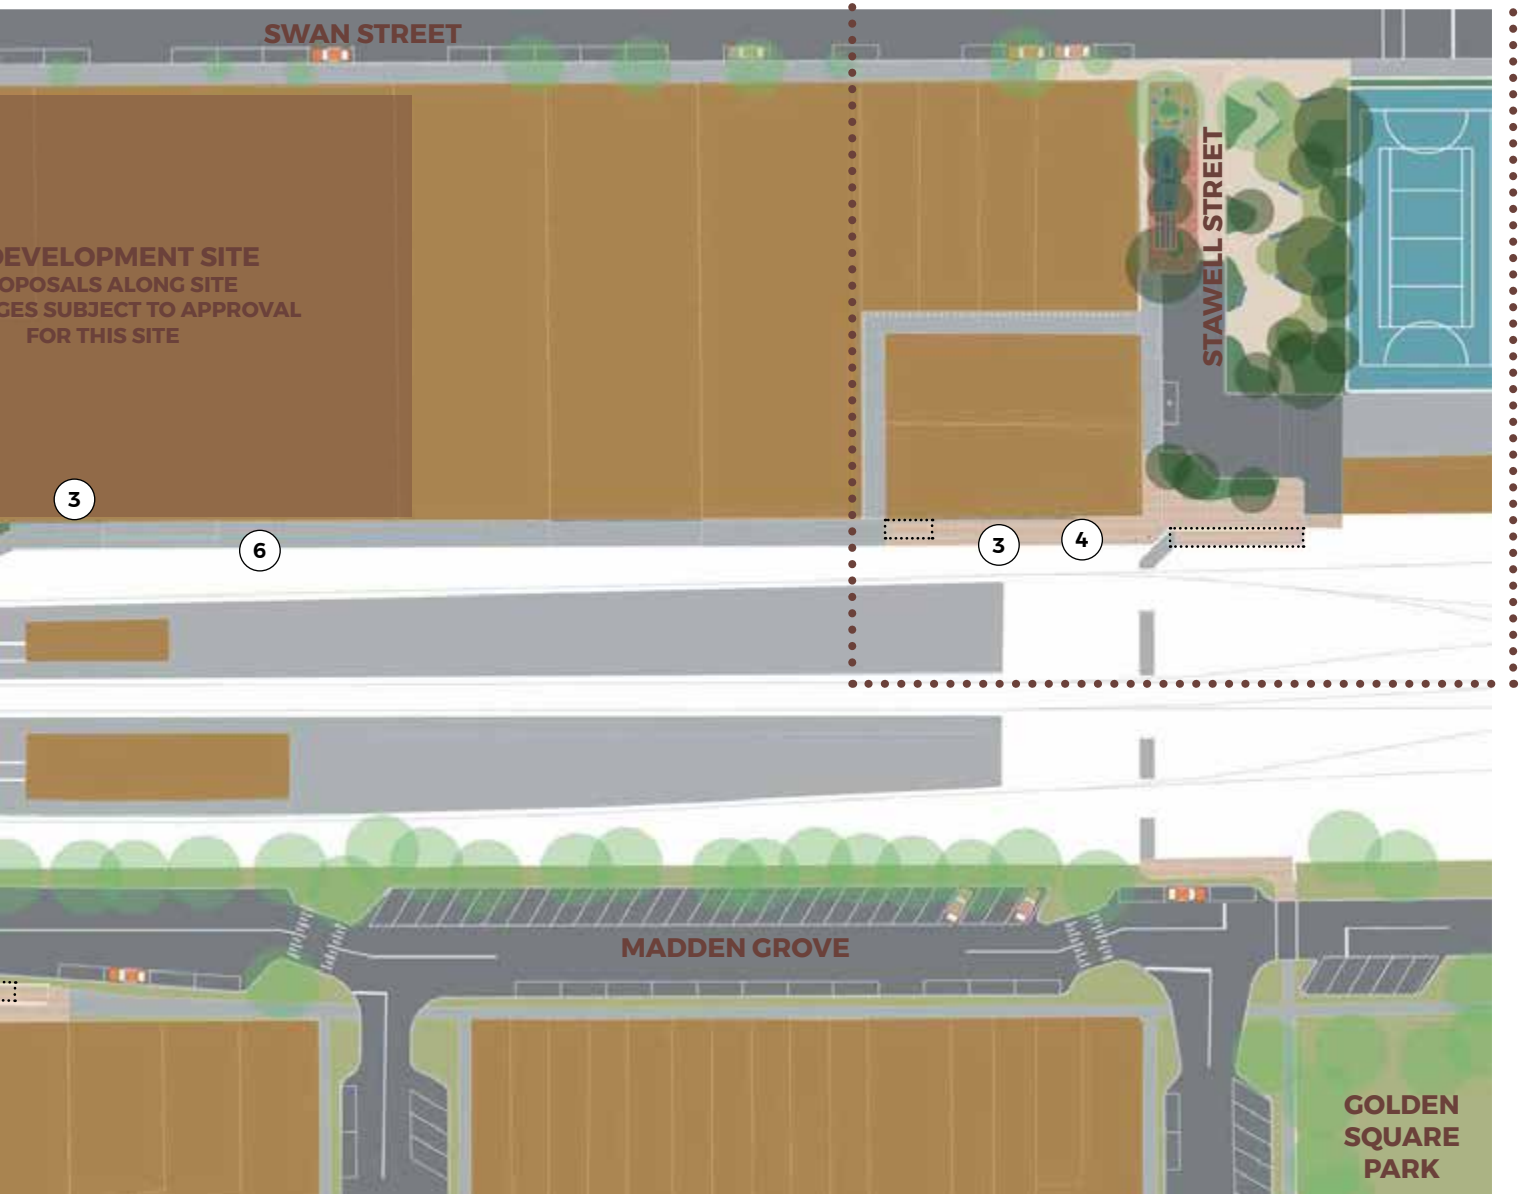 SWAN STREET
STAWELL STREET
DEVELOPMENT SITE
OPOSALS ALONG SITE
GES SUBJECT TO APPROVAL
FOR THIS SITE
3
6
3
4
MADDEN GROVE
GOLDEN
SQUARE
PARK